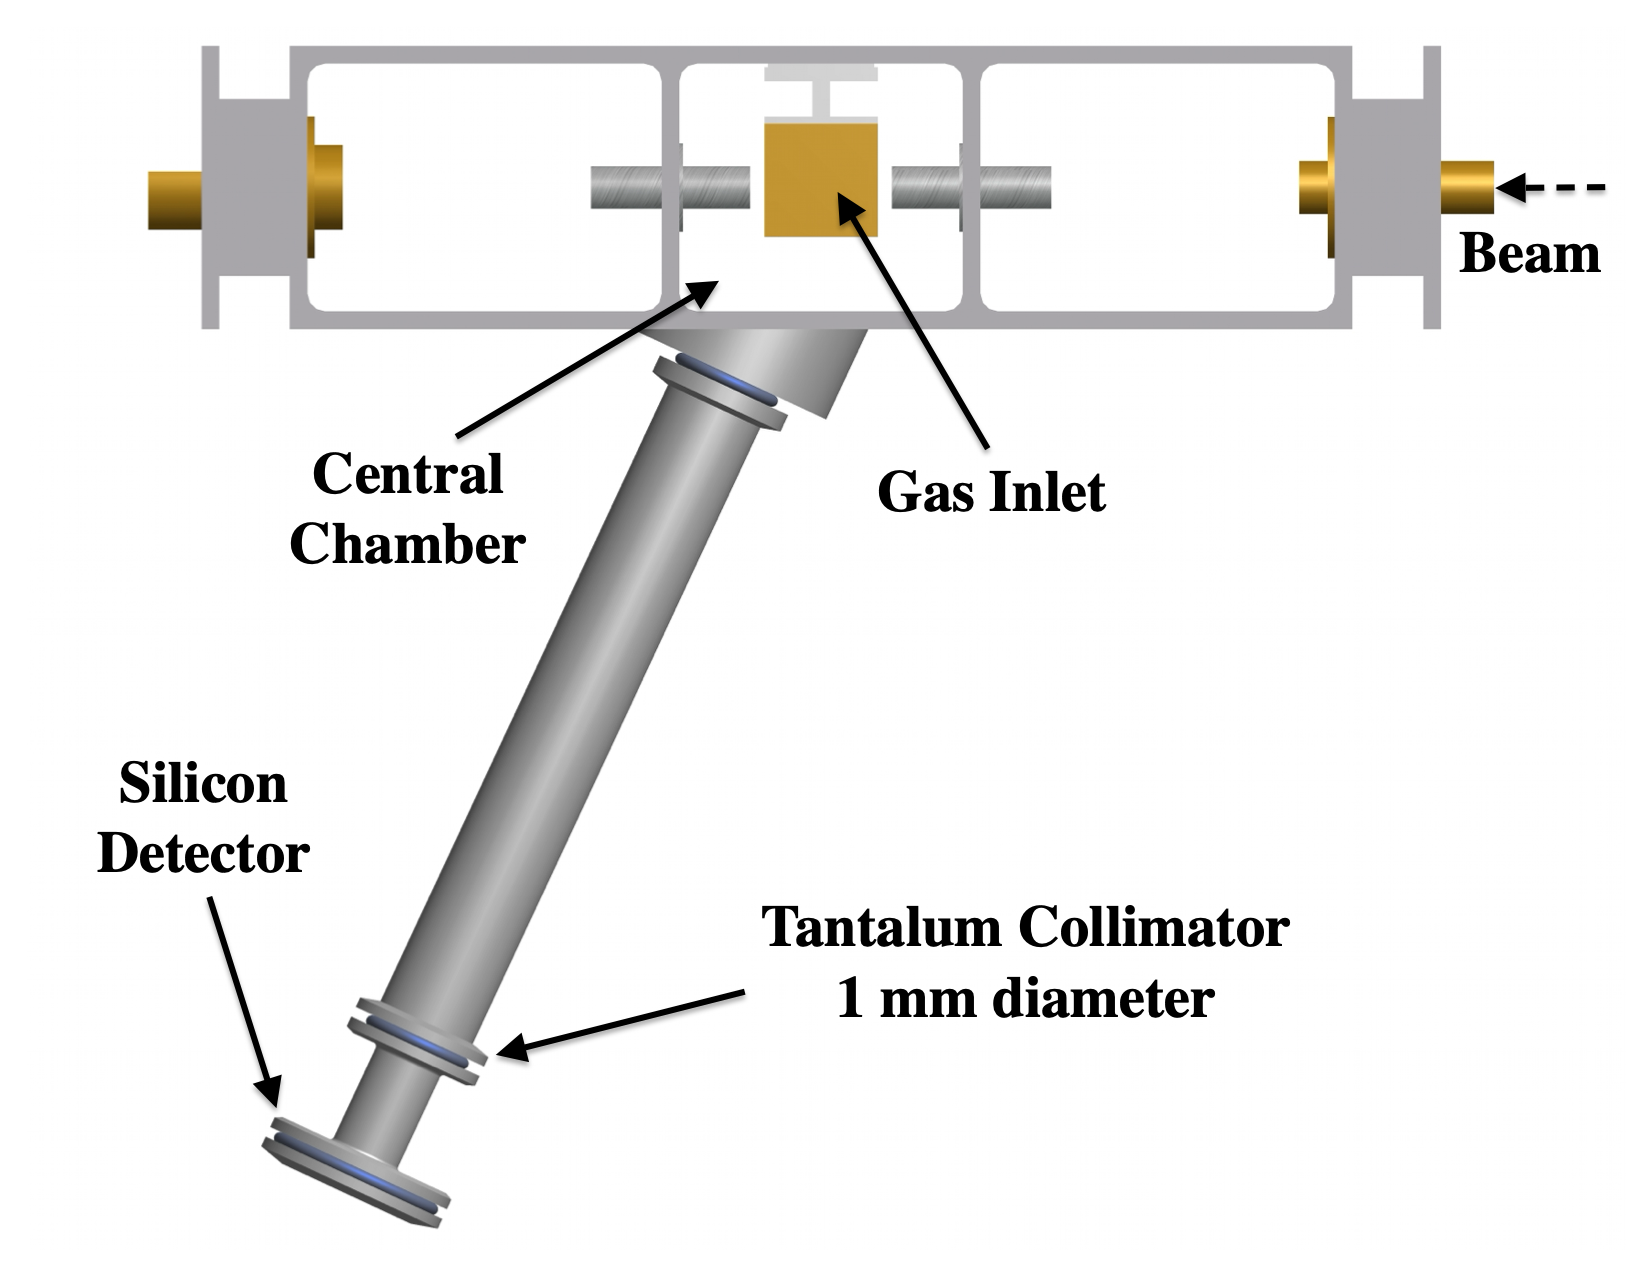 Beam
Central
Chamber
Gas Inlet
Silicon
Detector
Tantalum Collimator
1 mm diameter